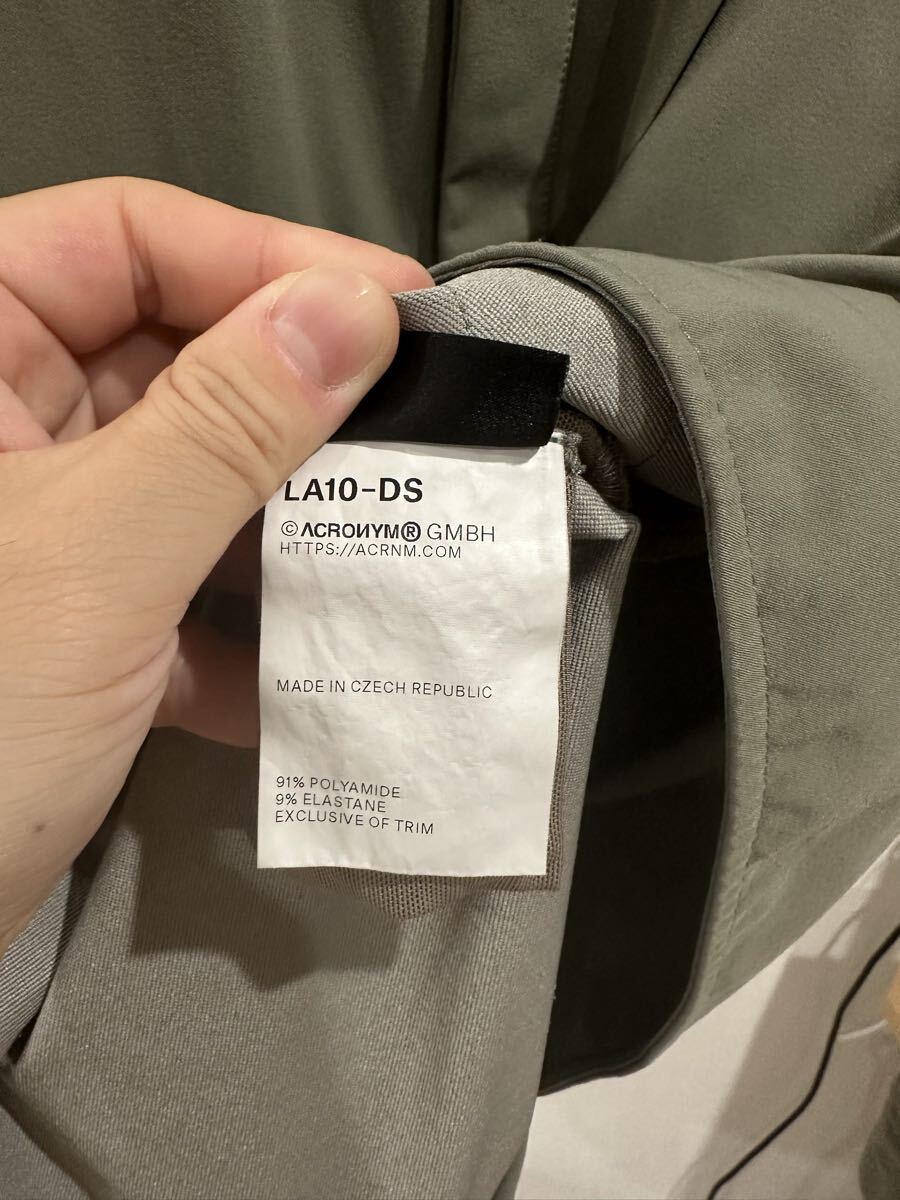 LA10-DS
© ACRONYM® GMBH
HTTPS://ACRNM.COM
MADE IN CZECH REPUBLIC
91% POLYAMIDE
9% ELASTANE
EXCLUSIVE OF TRIM